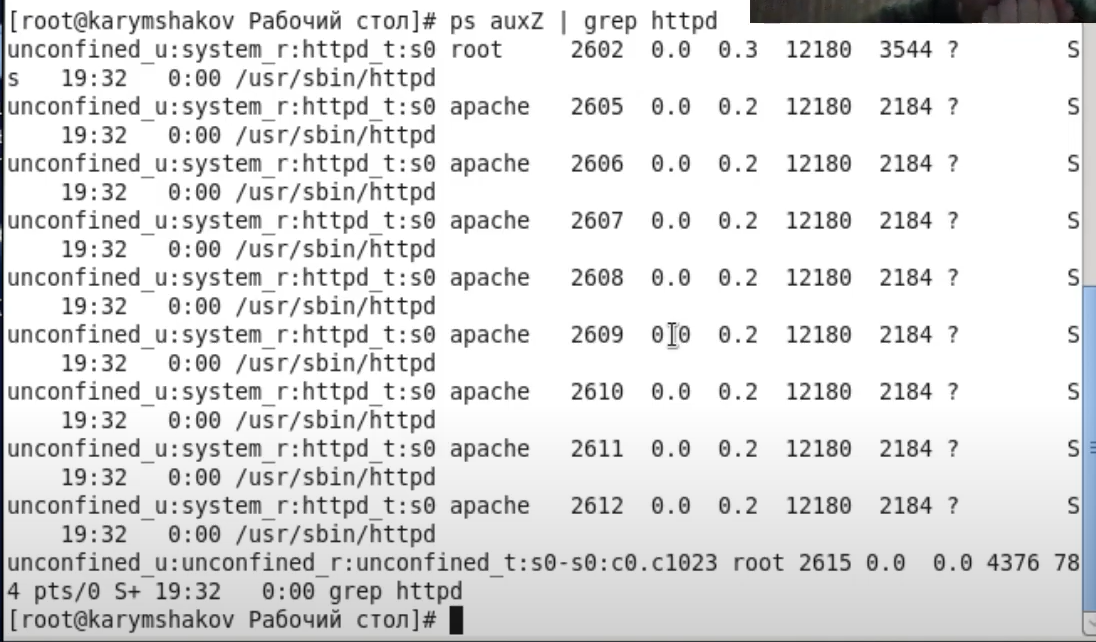 [root@karymshakov Рабочий стол]# ps auxZ | grep httpd
unconfined_u:system_r:httpd_t:s0 root     2602  0.0  0.3  12180  3544 ?        S
s   19:32   0:00 /usr/sbin/httpd
unconfined_u:system_r:httpd_t:s0 apache   2605  0.0  0.2  12180  2184 ?        S
    19:32   0:00 /usr/sbin/httpd
unconfined_u:system_r:httpd_t:s0 apache   2606  0.0  0.2  12180  2184 ?        S
    19:32   0:00 /usr/sbin/httpd
unconfined_u:system_r:httpd_t:s0 apache   2607  0.0  0.2  12180  2184 ?        S
    19:32   0:00 /usr/sbin/httpd
unconfined_u:system_r:httpd_t:s0 apache   2608  0.0  0.2  12180  2184 ?        S
    19:32   0:00 /usr/sbin/httpd
unconfined_u:system_r:httpd_t:s0 apache   2609  0.0  0.2  12180  2184 ?        S
    19:32   0:00 /usr/sbin/httpd
unconfined_u:system_r:httpd_t:s0 apache   2610  0.0  0.2  12180  2184 ?        S
    19:32   0:00 /usr/sbin/httpd
unconfined_u:system_r:httpd_t:s0 apache   2611  0.0  0.2  12180  2184 ?        S
    19:32   0:00 /usr/sbin/httpd
unconfined_u:system_r:httpd_t:s0 apache   2612  0.0  0.2  12180  2184 ?        S
    19:32   0:00 /usr/sbin/httpd
unconfined_u:unconfined_r:unconfined_t:s0-s0:c0.c1023 root 2615 0.0  0.0 4376 78
4 pts/0 S+ 19:32   0:00 grep httpd
[root@karymshakov Рабочий стол]#